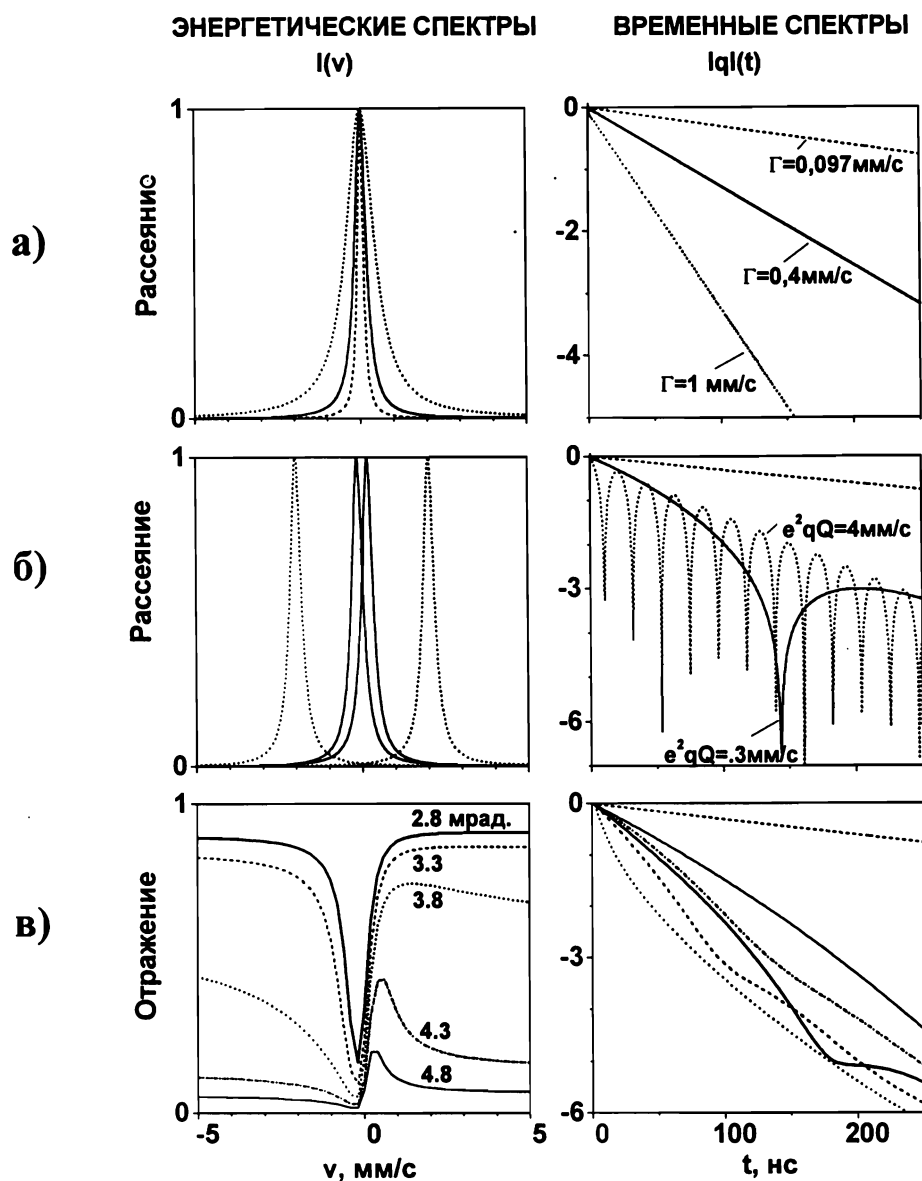 ЭНЕРГЕТИЧЕСКИЕ СПЕКТРЫ
I(v)
ВРЕМЕННЫЕ СПЕКТРЫ
lqI(t)
а)
Рассеяние
1
0
0
-2
-4
Г=0,097мм/с
Г=0,4мм/с
Г=1 мм/с
б)
Рассеяние
1
0
0
-3
-6
e²qQ=4мм/с
e²qQ=.3мм/с
в)
Отражение
1
0
2.8 мрад.
3.3
3.8
4.3
4.8
-5
0
5
v, мм/с
0
-3
-6
0
100
200
t, нс